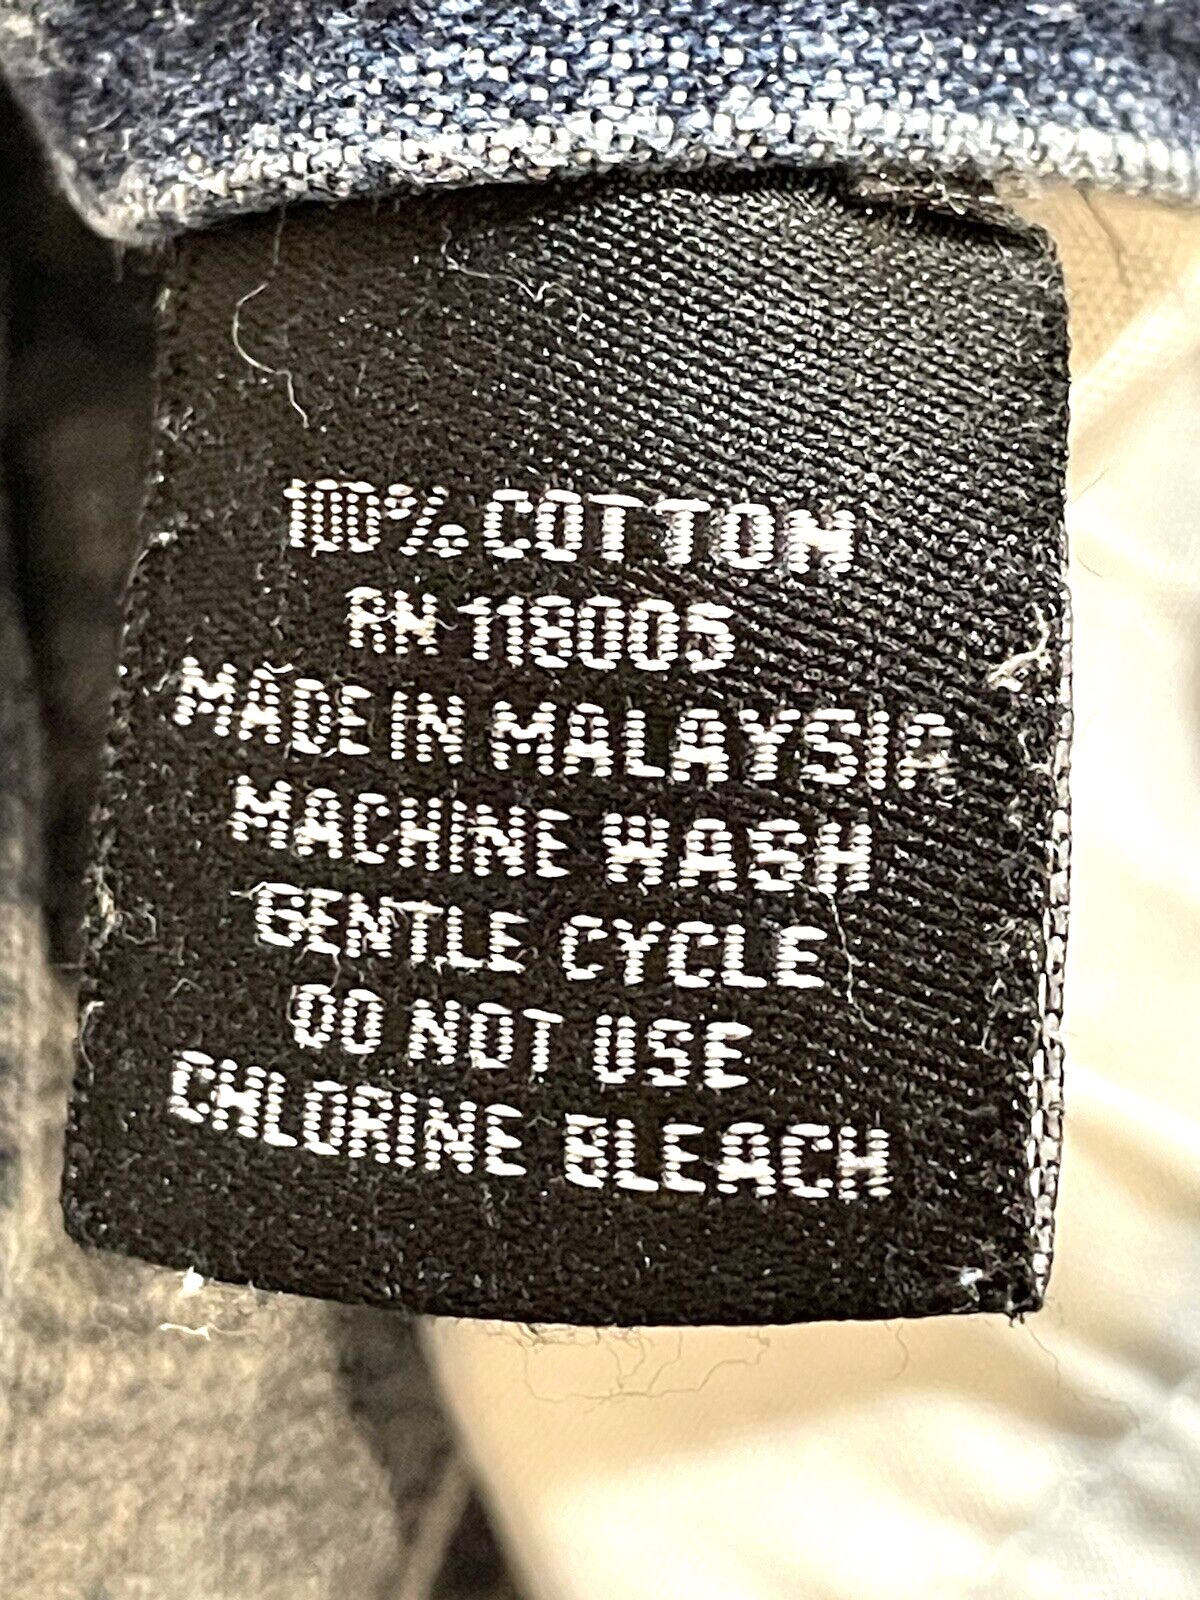 100% COTTON
RN 118005
MADE IN MALAYSIA
MACHINE WASH
GENTLE CYCLE
DO NOT USE
CHLORINE BLEACH